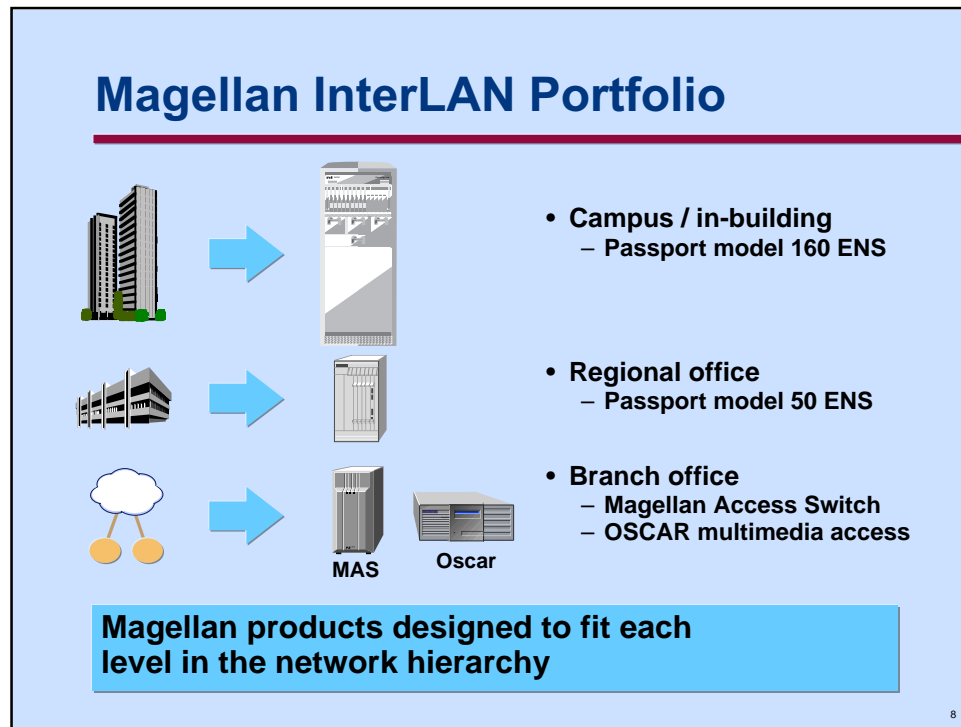 Magellan InterLAN Portfolio
• Campus / in-building
– Passport model 160 ENS
• Regional office
– Passport model 50 ENS
• Branch office
– Magellan Access Switch
– OSCAR multimedia access
MAS
Oscar
Magellan products designed to fit each
level in the network hierarchy
8